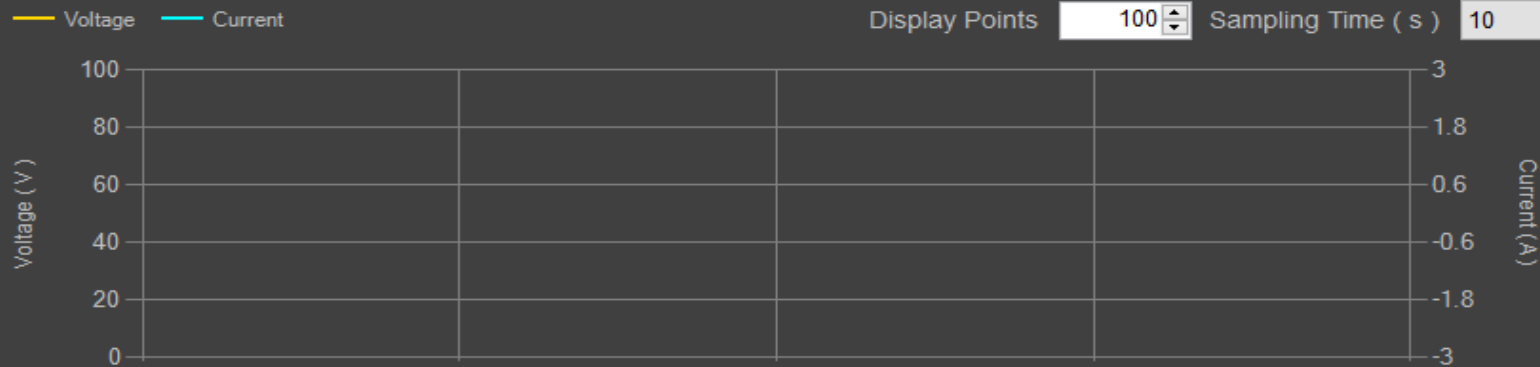 Voltage Current Display Points 100 Sampling Time ( s ) 10
100 3
80 1.8
60 0.6
40 -0.6
20 -1.8
0 -3
Voltage ( V )
Current ( A )